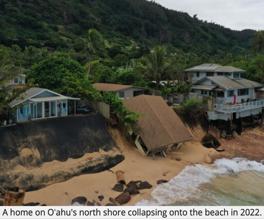 A home on O'ahu's north shore collapsing onto the beach in 2022.